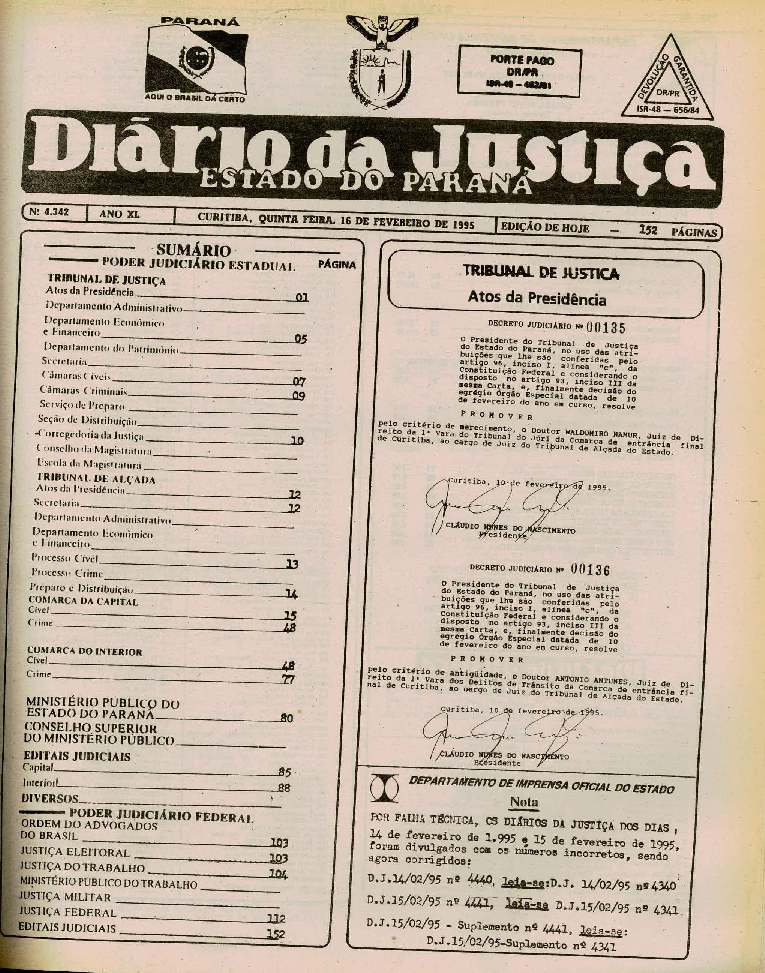 PARANÁ
AQUI O BRASIL DÁ CERTO
PORTE PAGO
DR/PR
ISR-48 - 463/81
DEVOLUÇÃO GARANTIDA
DR/PR
ISR-48 - 656/84
Diário da Justiça
ESTADO DO PARANÁ
Nº 4.342 ANO XL CURITIBA, QUINTA FEIRA, 16 DE FEVEREIRO DE 1995 EDIÇÃO DE HOJE - 152 PÁGINAS
SUMÁRIO
PODER JUDICIÁRIO ESTADUAL PÁGINA
TRIBUNAL DE JUSTIÇA
Atos da Presidência 01
Departamento Administrativo
Departamento Econômico
e Financeiro 05
Departamento do Patrimônio
Secretaria
Câmaras Cíveis 07
Câmaras Criminais 09
Serviço de Preparo
Seção de Distribuição
Corregedoria da Justiça 10
Conselho da Magistratura
Escola da Magistratura
TRIBUNAL DE ALÇADA
Atos da Presidência 12
Secretaria 12
Departamento Administrativo
Departamento Econômico
e Financeiro
Processo Cível 13
Processo Crime
Preparo e Distribuição 14
COMARCA DA CAPITAL
Cível 15
Crime 48
COMARCA DO INTERIOR
Cível 48
Crime 77
MINISTÉRIO PUBLICO DO
ESTADO DO PARANÁ 80
CONSELHO SUPERIOR
DO MINISTÉRIO PÚBLICO
EDITAIS JUDICIAIS
Capital 85
Interior 88
DIVERSOS
PODER JUDICIÁRIO FEDERAL
ORDEM DO ADVOGADOS
DO BRASIL 103
JUSTIÇA ELEITORAL 103
JUSTIÇA DO TRABALHO 104
MINISTÉRIO PÚBLICO DO TRABALHO
JUSTIÇA MILITAR
JUSTIÇA FEDERAL 112
EDITAIS JUDICIAIS 152
TRIBUNAL DE JUSTICA
Atos da Presidência
DECRETO JUDICIÁRIO Nº 00135
O Presidente do Tribunal de Justiça
do Estado do Paraná, no uso das atri-
buições que lhe são conferidas pelo
artigo 96, inciso I, alínea "c", da
Constituição Federal e considerando o
disposto no artigo 93, inciso III da
mesma Carta, e, finalmente decisão do
egrégio Órgão Especial datada de 10
de fevereiro do ano em curso, resolve
P R O M O V E R
pelo critério de merecimento, o Doutor WALDOMIRO NAMUR, Juiz de Di-
reito da 1ª Vara do Tribunal do Júri da Comarca de entrância final
de Curitiba, ao cargo de Juiz do Tribunal de Alçada do Estado.
Curitiba, 10 de fevereiro de 1995.
CLÁUDIO NUNES DO NASCIMENTO
Presidente
DECRETO JUDICIÁRIO Nº 00136
O Presidente do Tribunal de Justiça
do Estado do Paraná, no uso das atri-
buições que lhe são conferidas pelo
artigo 96, inciso I, alínea "c", da
Constituição Federal e considerando o
disposto no artigo 93, inciso III da
mesma Carta, e, finalmente decisão do
egrégio Órgão Especial datada de 10
de fevereiro do ano em curso, resolve
P R O M O V E R
pelo critério de antigüidade, o Doutor ANTONIO ANTUNES, Juiz de Di-
reito da 1ª Vara dos Delitos de Trânsito da Comarca de entrância fi-
nal de Curitiba, ao cargo de Juiz do Tribunal de Alçada do Estado.
Curitiba, 10 de fevereiro de 1995.
CLÁUDIO NUNES DO NASCIMENTO
Presidente
DEPARTAMENTO DE IMPRENSA OFICIAL DO ESTADO
Nota
POR FALHA TÉCNICA, OS DIÁRIOS DA JUSTIÇA DOS DIAS,
14 de fevereiro de 1.995 e 15 de fevereiro de 1995,
foram divulgados com os números incorretos, sendo
agora corrigidos:
D.J.14/02/95 nº 4440, leia-se:D.J. 14/02/95 nº 4340
D.J.15/02/95 nº 4441, leia-se D.J.15/02/95 nº 4341
D.J.15/02/95 - Suplemento nº 4441, leia-se:
D.J.15/02/95-Suplemento nº 4341